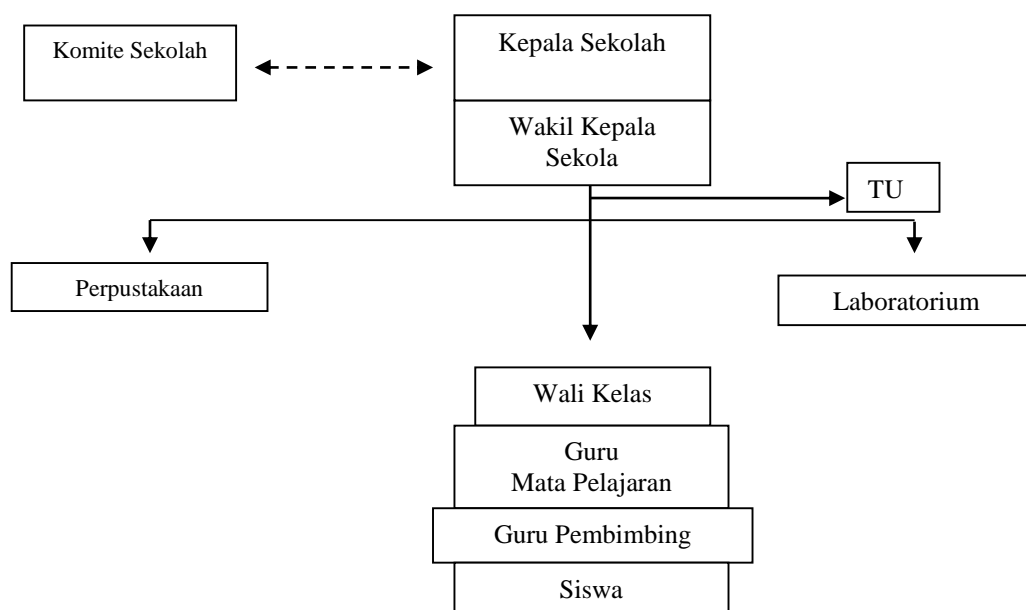 Komite Sekolah
Kepala Sekolah
Wakil Kepala
Sekola
TU
Perpustakaan
Laboratorium
Wali Kelas
Guru
Mata Pelajaran
Guru Pembimbing
Siswa